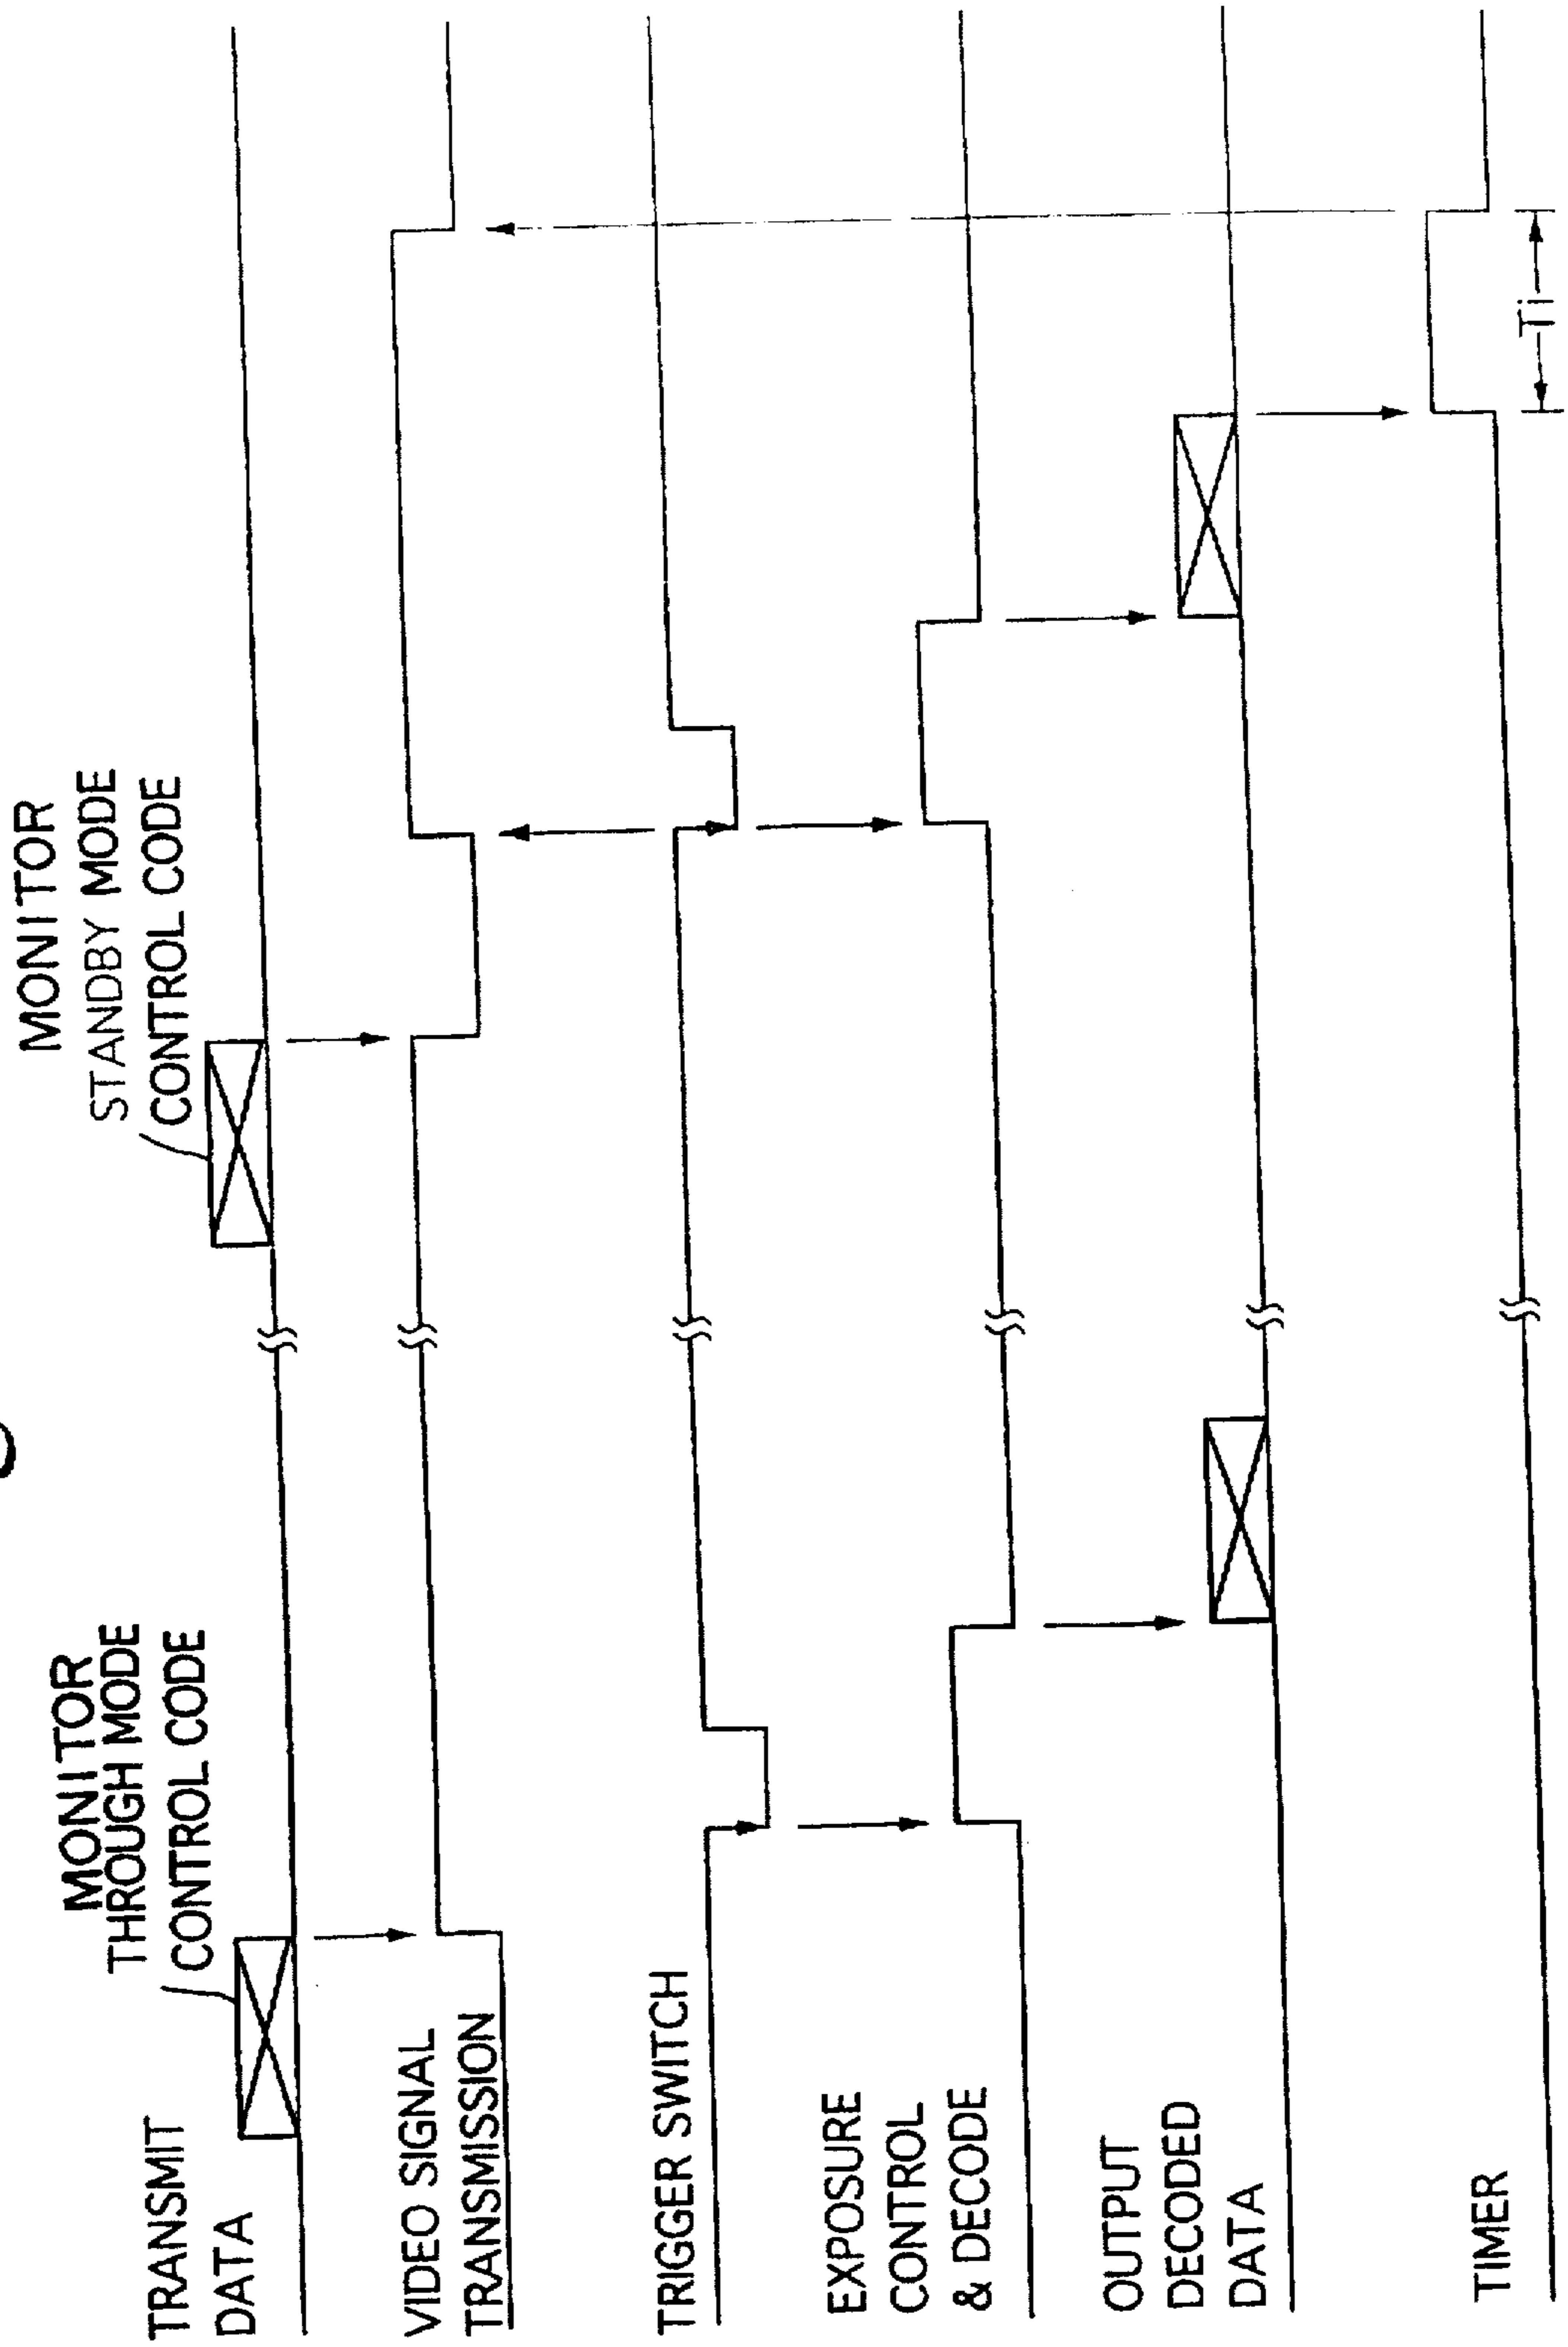 MONITOR
THROUGH MODE
CONTROL CODE
MONITOR
STANDBY MODE
CONTROL CODE
TRANSMIT
DATA
VIDEO SIGNAL
TRANSMISSION
TRIGGER SWITCH
EXPOSURE
CONTROL
& DECODE
OUTPUT
DECODED
DATA
TIMER
Ti